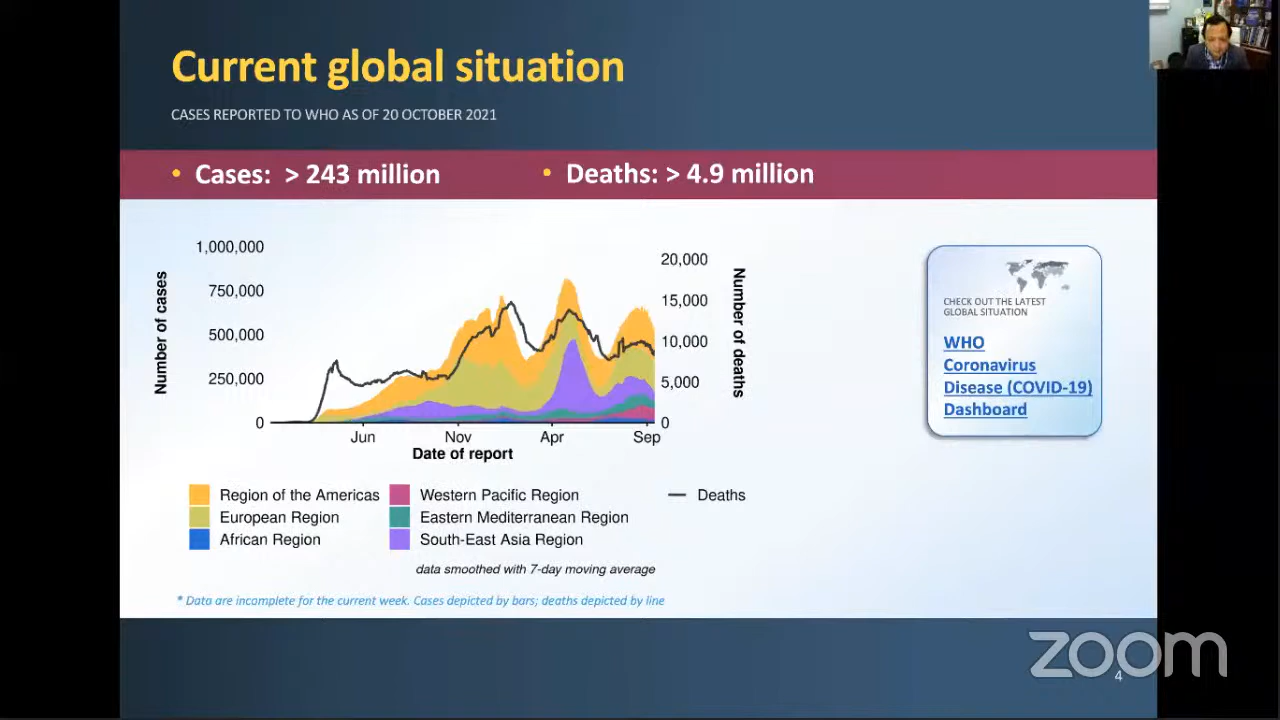 Current global situation
CASES REPORTED TO WHO AS OF 20 OCTOBER 2021
• Cases: > 243 million
• Deaths: > 4.9 million
1,000,000
750,000
500,000
250,000
0
Number of cases
20,000
15,000
10,000
5,000
0
Number of deaths
Jun Nov Apr Sep
Date of report
Region of the Americas
European Region
African Region
Western Pacific Region
Eastern Mediterranean Region
South-East Asia Region
Deaths
data smoothed with 7-day moving average
* Data are incomplete for the current week. Cases depicted by bars; deaths depicted by line
CHECK OUT THE LATEST
GLOBAL SITUATION
WHO
Coronavirus
Disease (COVID-19)
Dashboard
zoom
4